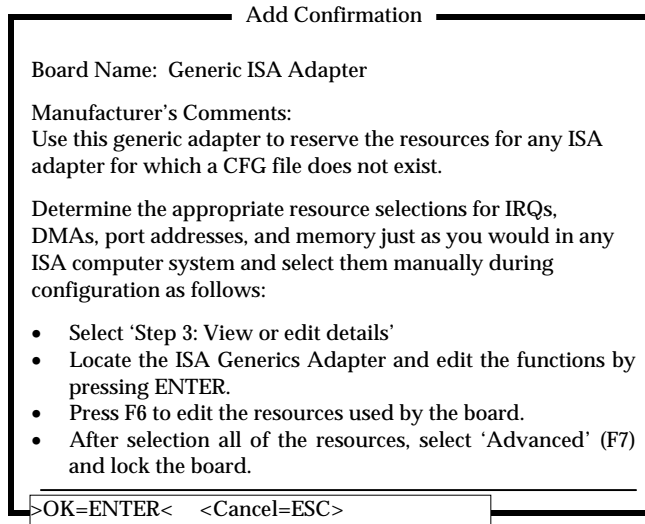 Add Confirmation
Board Name: Generic ISA Adapter
Manufacturer’s Comments:
Use this generic adapter to reserve the resources for any ISA
adapter for which a CFG file does not exist.
Determine the appropriate resource selections for IRQs,
DMAs, port addresses, and memory just as you would in any
ISA computer system and select them manually during
configuration as follows:
• Select ‘Step 3: View or edit details’
• Locate the ISA Generics Adapter and edit the functions by
pressing ENTER.
• Press F6 to edit the resources used by the board.
• After selection all of the resources, select ‘Advanced’ (F7)
and lock the board.
>OK=ENTER< <Cancel=ESC>